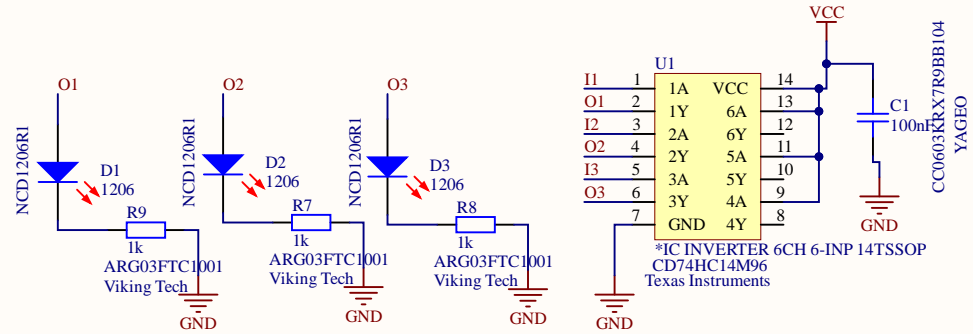 O1
NCD1206R1
D1
1206
R9
1k
ARG03FTC1001
Viking Tech
GND
O2
NCD1206R1
D2
1206
R7
1k
ARG03FTC1001
Viking Tech
GND
O3
NCD1206R1
D3
1206
R8
1k
ARG03FTC1001
Viking Tech
GND
U1
I1 1 1A VCC 14
O1 2 1Y 6A 13
I2 3 2A 6Y 12
O2 4 2Y 5A 11
I3 5 3A 5Y 10
O3 6 3Y 4A 9
7 GND 4Y 8
*IC INVERTER 6CH 6-INP 14TSSOP
CD74HC14M96
Texas Instruments
GND
VCC
C1
100nF
CC0603KRX7R9BB104
YAGEO
GND